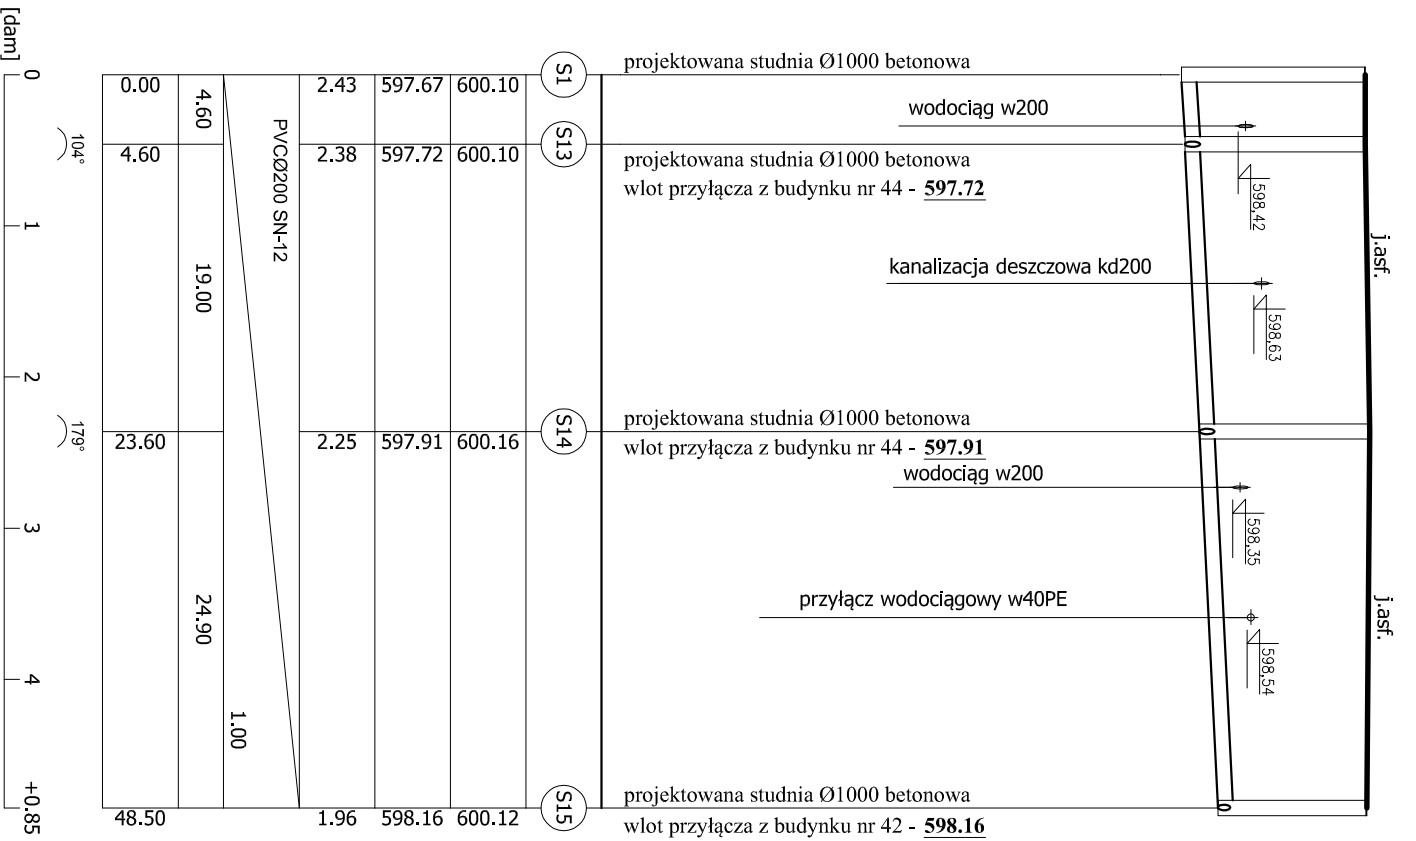 [dam]
0
1
2
3
4
+0.85
104°
179°
0.00
4.60
23.60
48.50
4.60
19.00
24.90
PVCØ200 SN-12
1.00
2.43
2.38
2.25
1.96
597.67
597.72
597.91
598.16
600.10
600.10
600.16
600.12
S1
S13
S14
S15
projektowana studnia Ø1000 betonowa
wodociąg w200
projektowana studnia Ø1000 betonowa
wlot przyłącza z budynku nr 44 - 597.72
kanalizacja deszczowa kd200
projektowana studnia Ø1000 betonowa
wlot przyłącza z budynku nr 44 - 597.91
wodociąg w200
przyłącz wodociągowy w40PE
projektowana studnia Ø1000 betonowa
wlot przyłącza z budynku nr 42 - 598.16
598,42
598,63
598,35
598,54
j.asf.
j.asf.